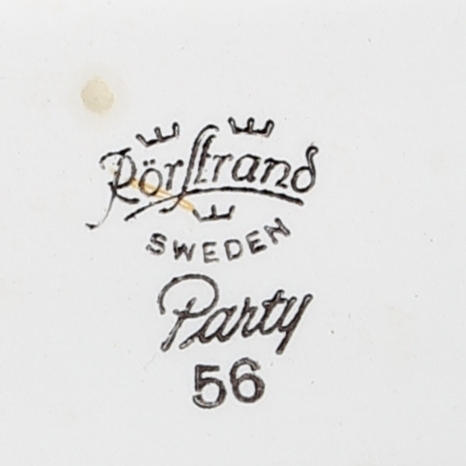 Rörstrand
SWEDEN
Party
56